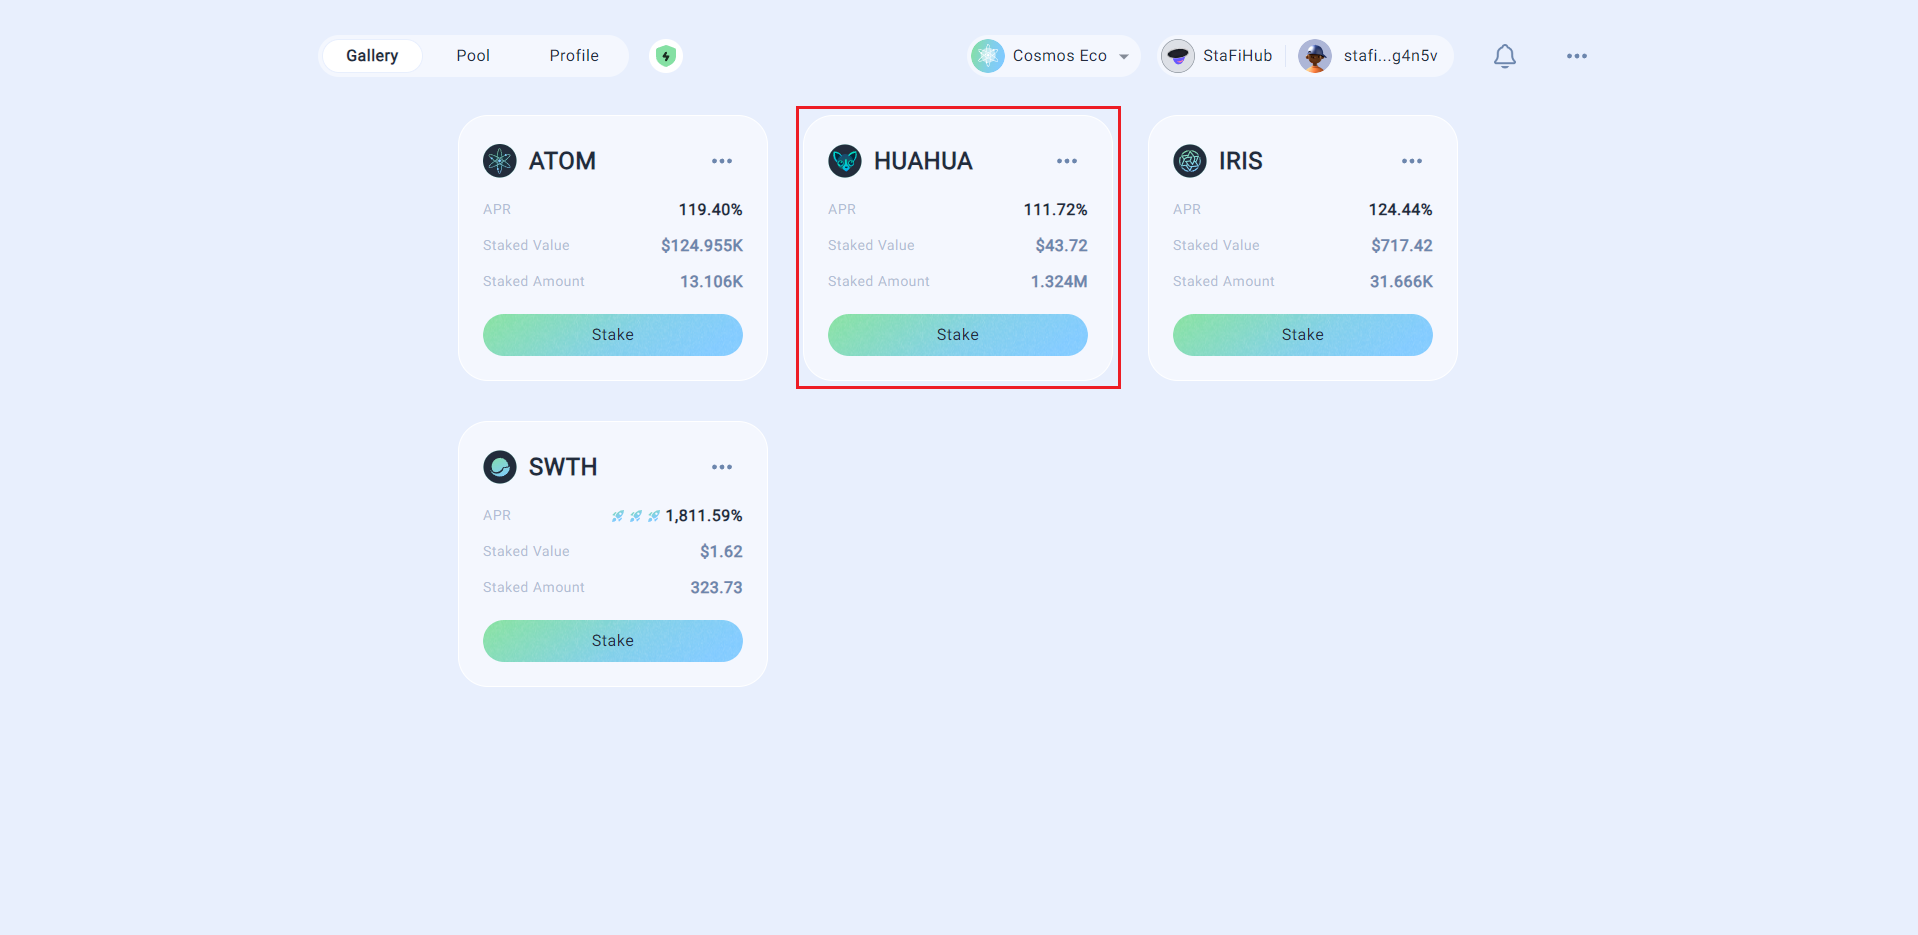 Gallery Pool Profile Cosmos Eco StaFiHub stafi...g4n5v
ATOM
APR 119.40%
Staked Value $124.955K
Staked Amount 13.106K
Stake
HUAHUA
APR 111.72%
Staked Value $43.72
Staked Amount 1.324M
Stake
IRIS
APR 124.44%
Staked Value $717.42
Staked Amount 31.666K
Stake
SWTH
APR 1,811.59%
Staked Value $1.62
Staked Amount 323.73
Stake